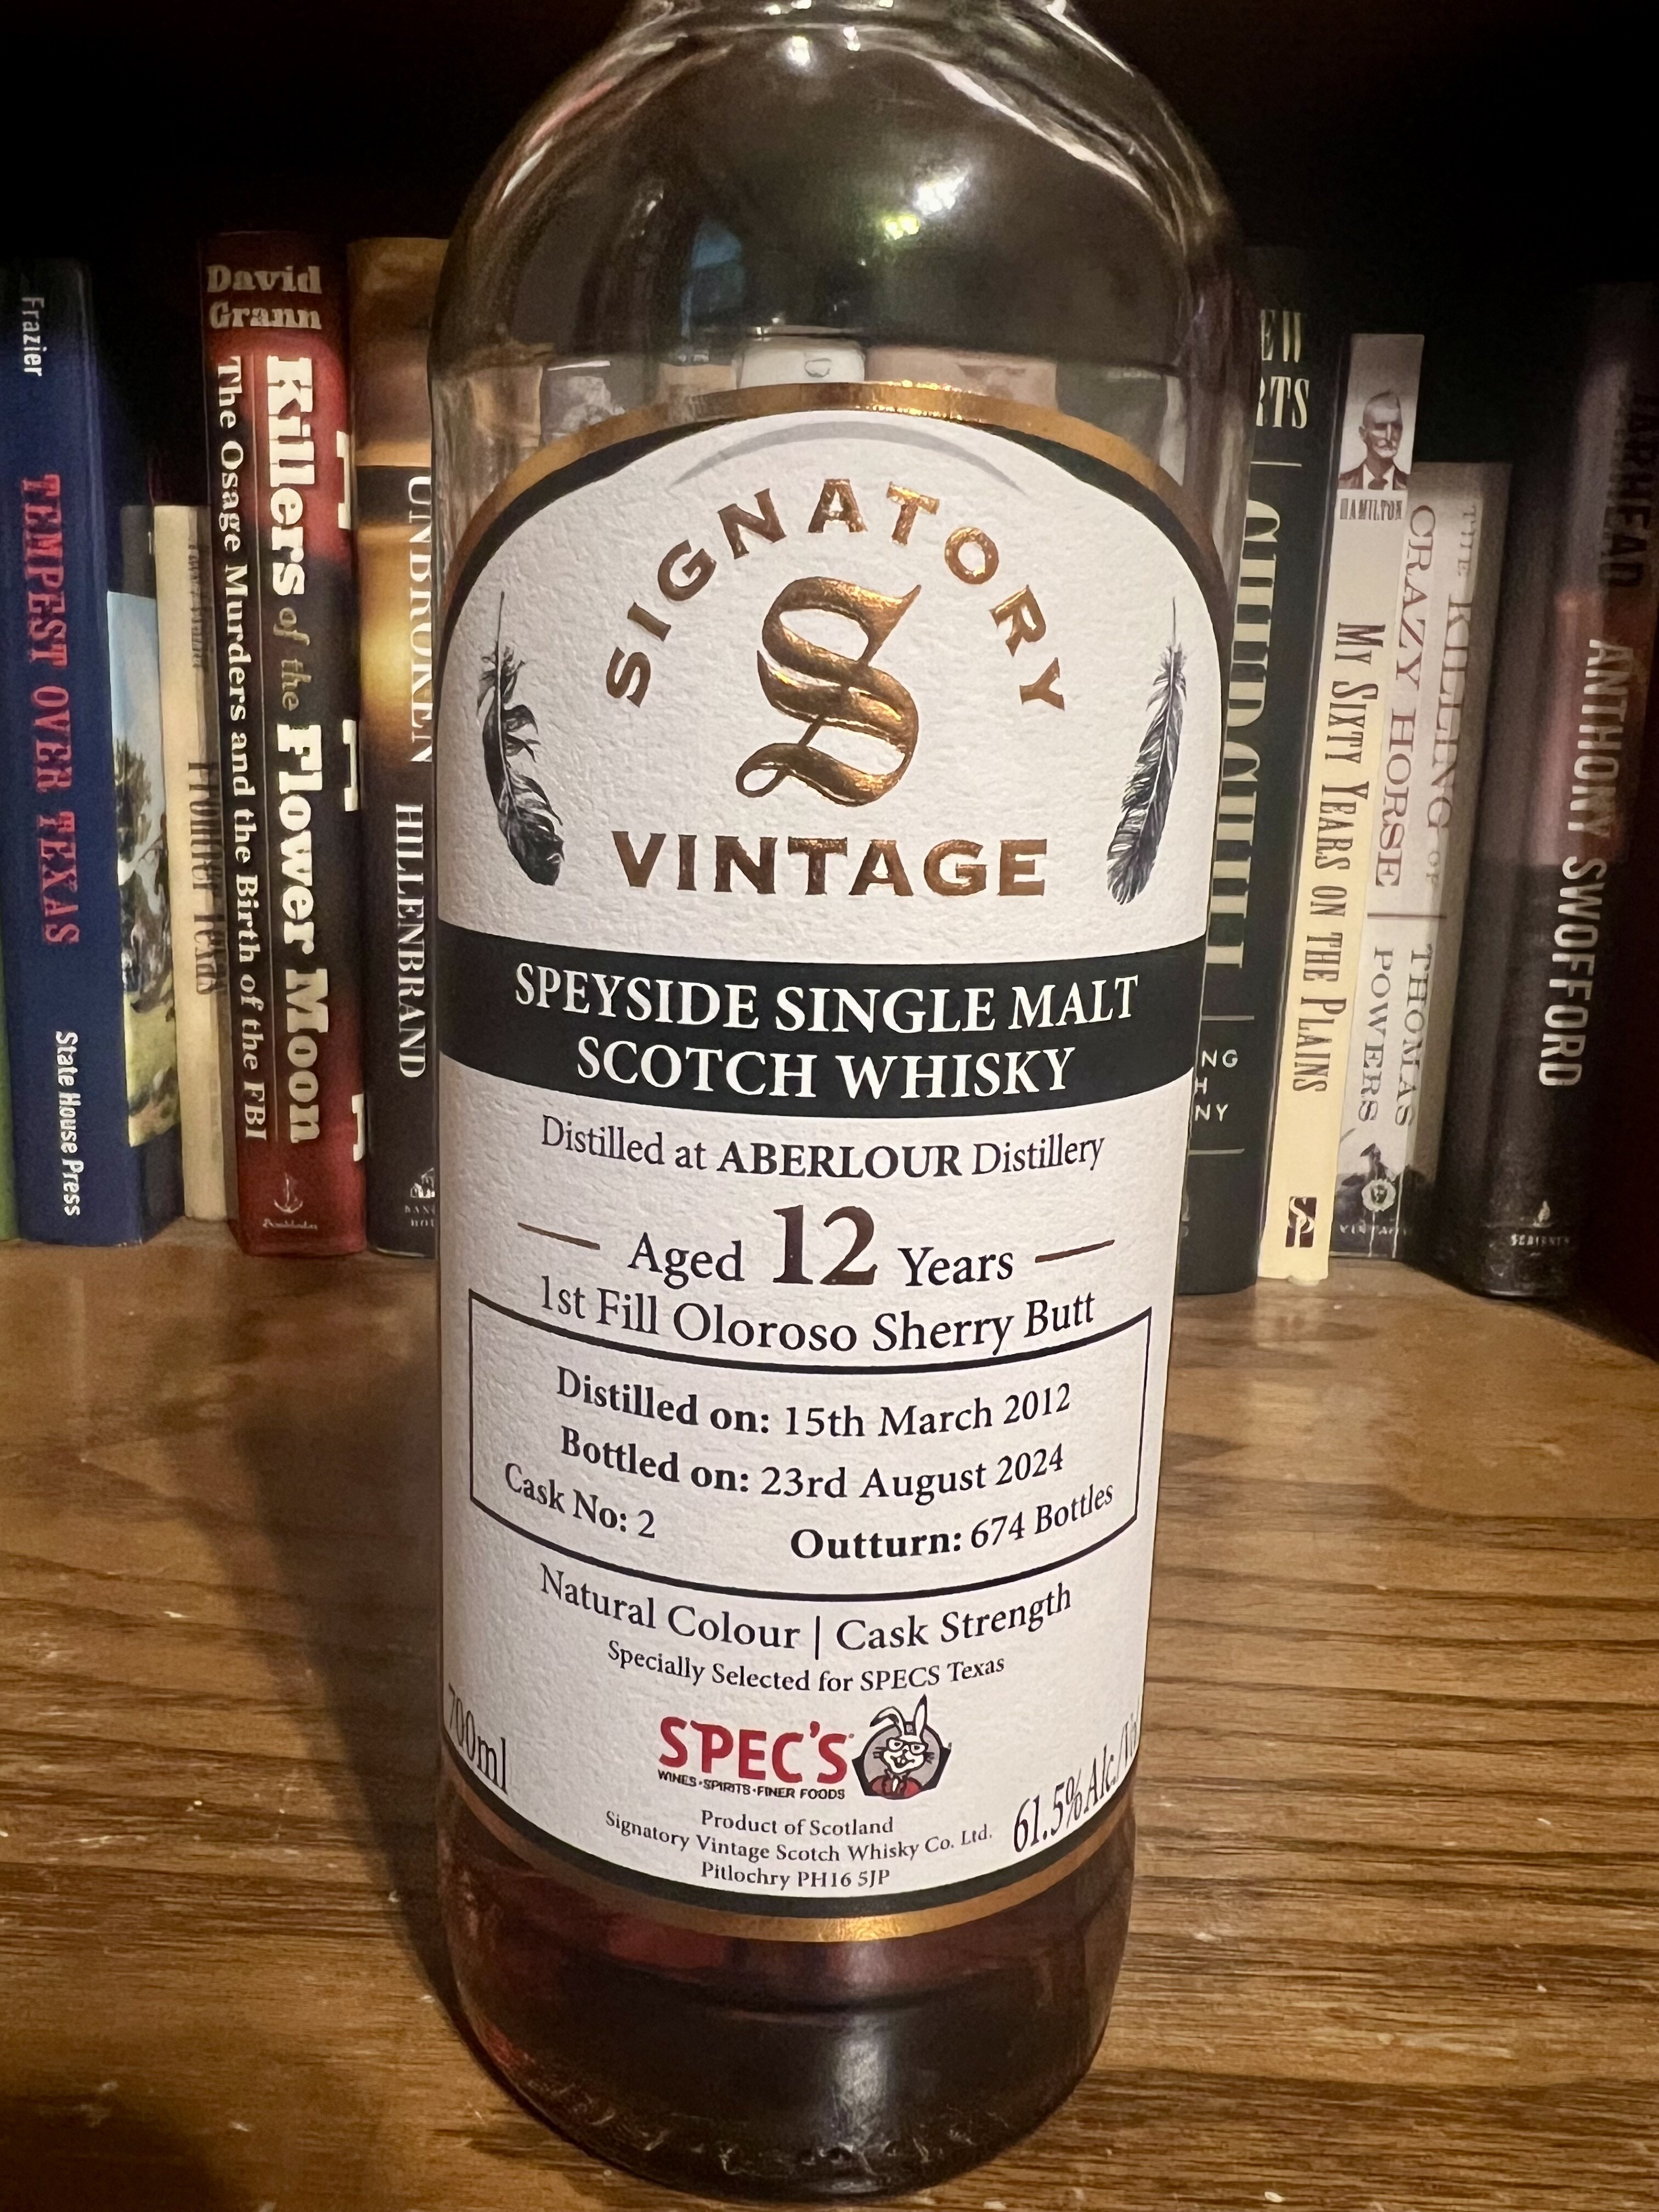 Frazier
TEMPEST OVER TEXAS
State House Press
David
Grann
Killers of the Flower Moon
The Osage Murders and the Birth of the FBI
UNBROKEN
HILLENBRAND
SIGNATORY
S
VINTAGE
SPEYSIDE SINGLE MALT
SCOTCH WHISKY
Distilled at ABERLOUR Distillery
Aged 12 Years
1st Fill Oloroso Sherry Butt
Distilled on: 15th March 2012
Bottled on: 23rd August 2024
Cask No: 2
Outturn: 674 Bottles
Natural Colour | Cask Strength
Specially Selected for SPECS Texas
SPEC'S
WINES•SPIRITS•FINER FOODS
700ml
61.5% Alc./Vol
Product of Scotland
Signatory Vintage Scotch Whisky Co. Ltd.
Pitlochry PH16 5JP
HAMILTON
MY SIXTY YEARS ON THE PLAINS
THE KILLING OF
CRAZY HORSE
THOMAS
POWERS
ANTHONY SWOFFORD